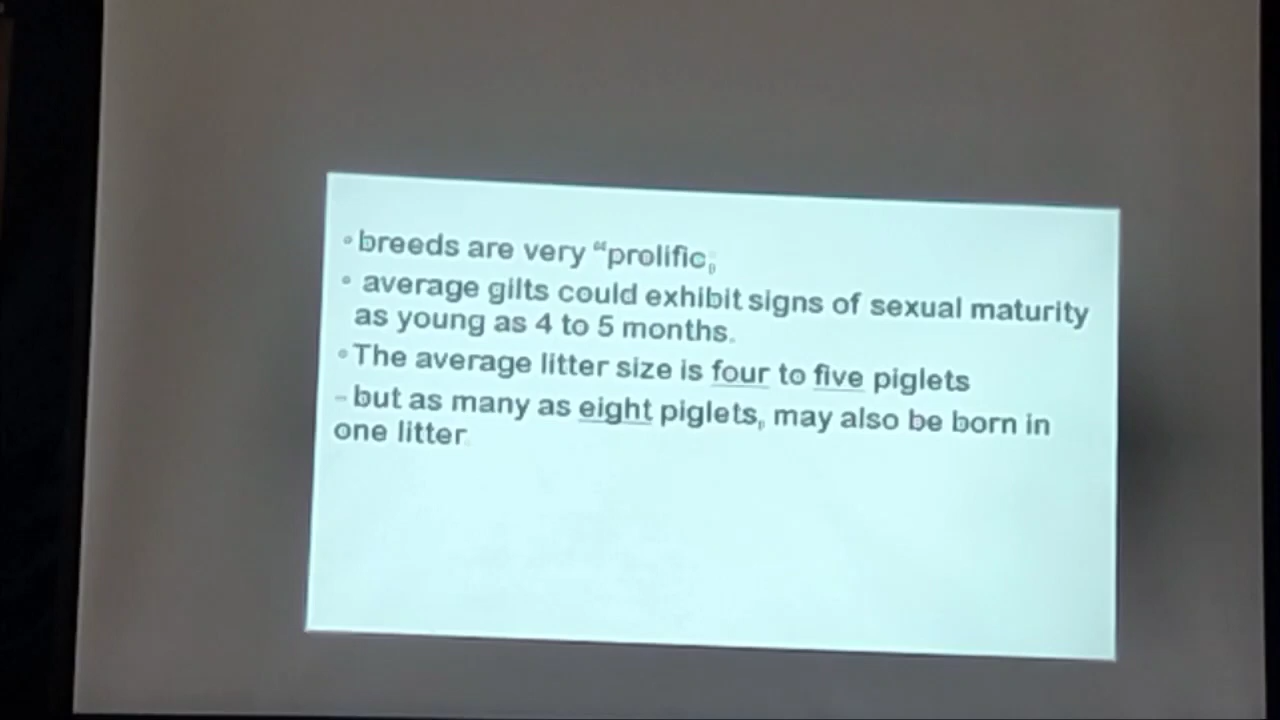 • breeds are very “prolific,
• average gilts could exhibit signs of sexual maturity
as young as 4 to 5 months.
• The average litter size is four to five piglets
- but as many as eight piglets, may also be born in
one litter